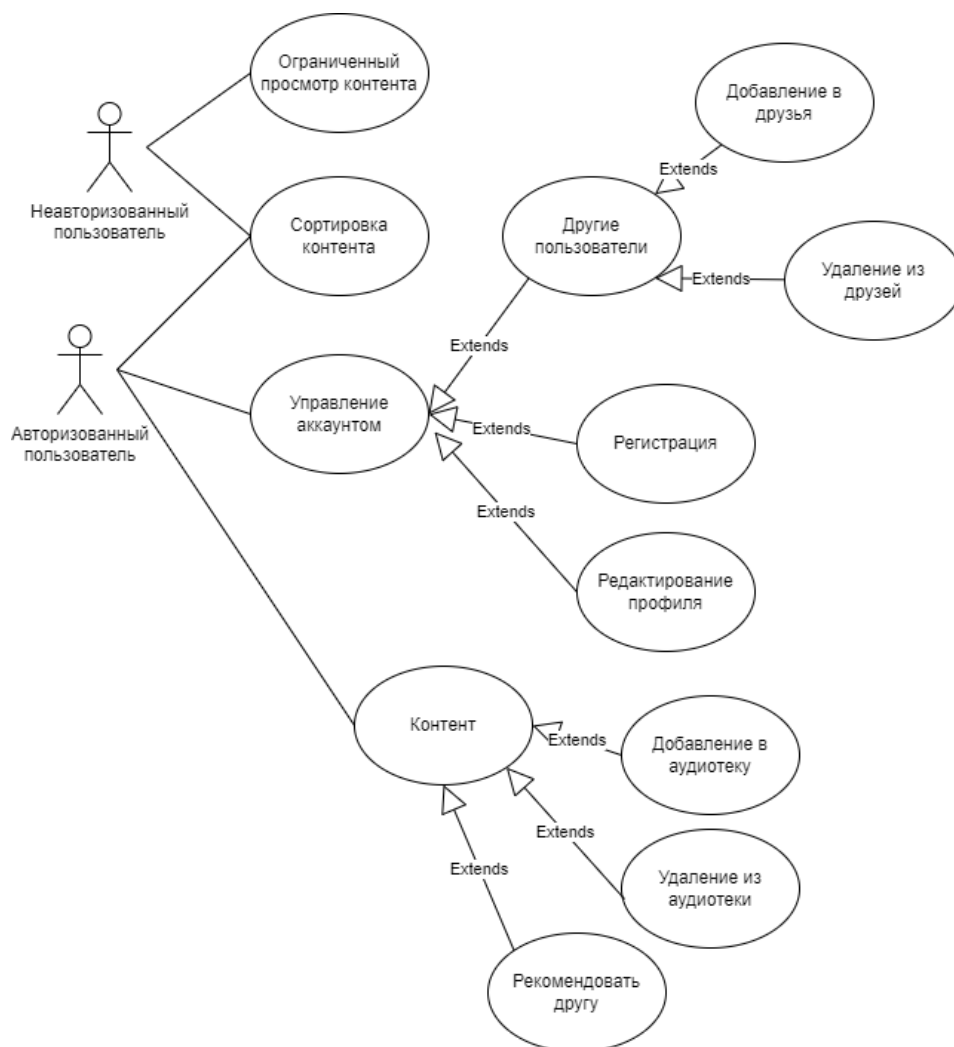 Ограниченный
просмотр контента
Добавление в
друзья
Extends
Неавторизованный
пользователь
Сортировка
контента
Другие
пользователи
Extends
Удаление из
друзей
Extends
Авторизованный
пользователь
Управление
аккаунтом
Extends
Регистрация
Extends
Редактирование
профиля
Контент
Extends
Добавление в
аудиотеку
Extends
Удаление из
аудиотеки
Extends
Рекомендовать
другу